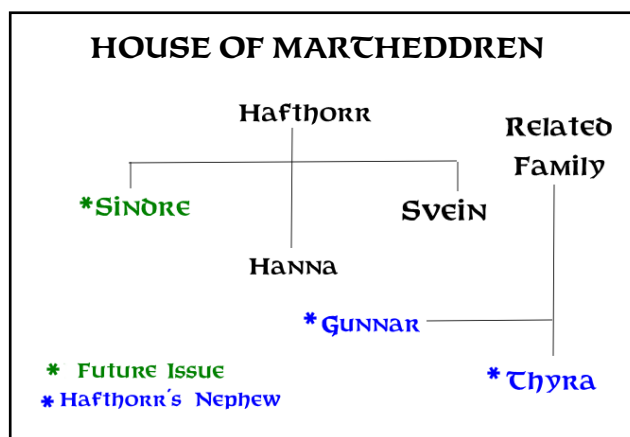 HOUSE OF MARTHEDDREN
Hafthorr
Related
Family
*Sindre
Svein
Hanna
* Gunnar
* Thyra
* Future Issue
* Hafthorr's Nephew